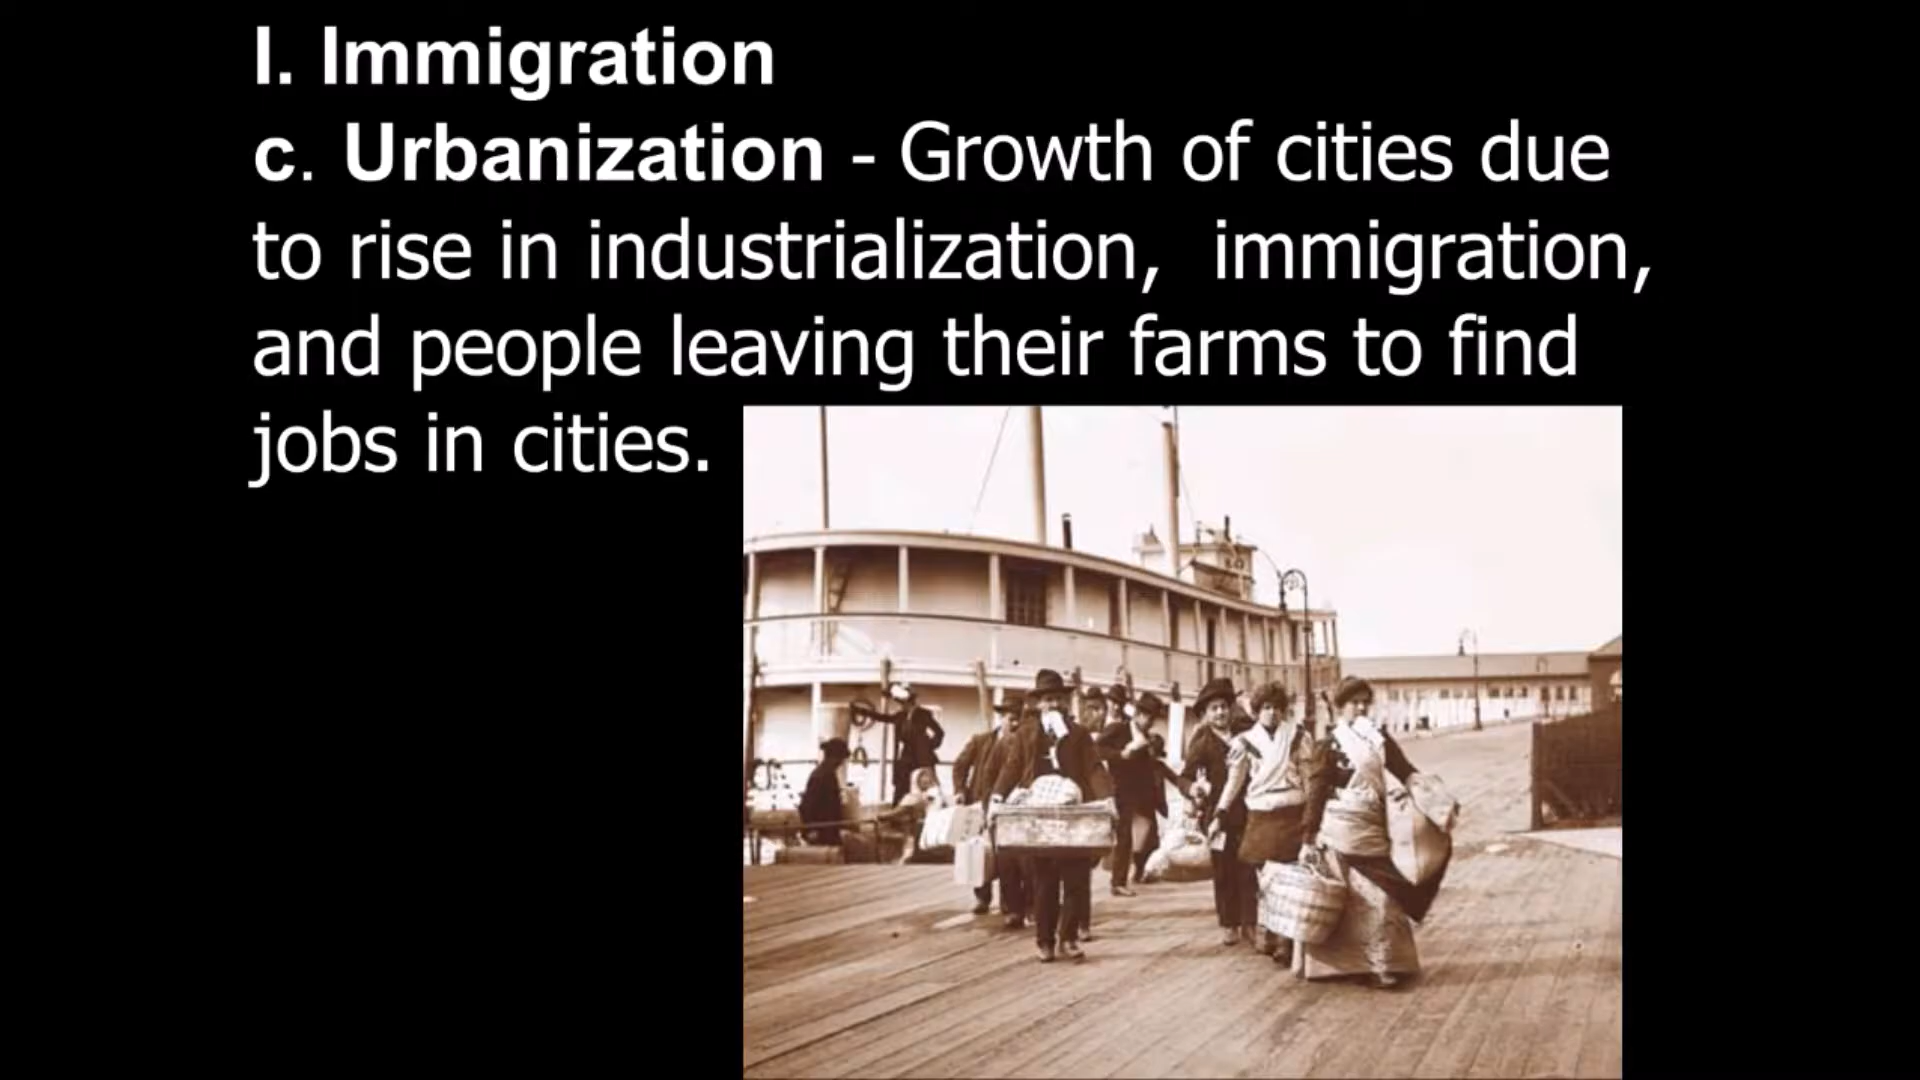 I. Immigration
c. Urbanization - Growth of cities due
to rise in industrialization, immigration,
and people leaving their farms to find
jobs in cities.